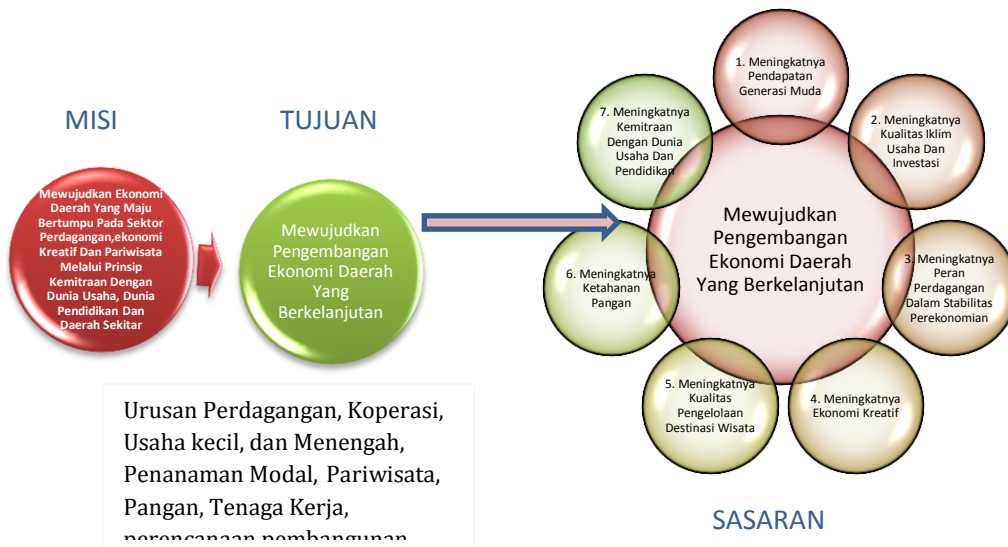 MISI
Mewujudkan Ekonomi
Daerah Yang Maju
Bertumpu Pada Sektor
Perdagangan,ekonomi
Kreatif Dan Pariwisata
Melalui Prinsip
Kemitraan Dengan
Dunia Usaha, Dunia
Pendidikan Dan
Daerah Sekitar
TUJUAN
Mewujudkan
Pengembangan
Ekonomi Daerah
Yang
Berkelanjutan
Urusan Perdagangan, Koperasi,
Usaha kecil, dan Menengah,
Penanaman Modal, Pariwisata,
Pangan, Tenaga Kerja,
perencanaan pembangunan
Mewujudkan
Pengembangan
Ekonomi Daerah
Yang Berkelanjutan
1. Meningkatnya
Pendapatan
Generasi Muda
2. Meningkatnya
Kualitas Iklim
Usaha Dan
Investasi
3. Meningkatnya
Peran
Perdagangan
Dalam Stabilitas
Perekonomian
4. Meningkatnya
Ekonomi Kreatif
5. Meningkatnya
Kualitas
Pengelolaan
Destinasi Wisata
6. Meningkatnya
Ketahanan
Pangan
7. Meningkatnya
Kemitraan
Dengan Dunia
Usaha Dan
Pendidikan
SASARAN